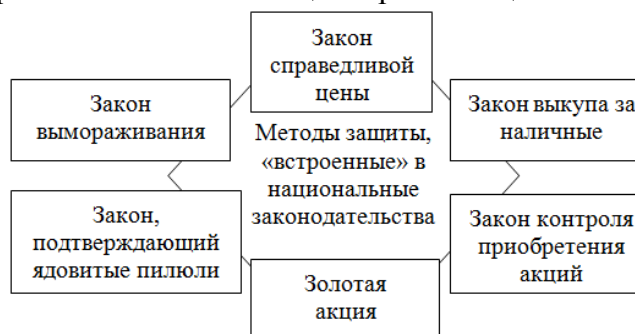 Закон
справедливой
цены
Закон
вымораживания
Закон выкупа за
наличные
Методы защиты,
«встроенные» в
национальные
законодательства
Закон,
подтверждающий
ядовитые пилюли
Закон контроля
приобретения
акций
Золотая
акция